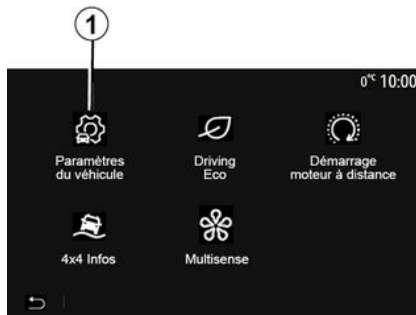 1
0°C 10:00
Paramètres
du véhicule
Driving
Eco
Démarrage
moteur à distance
4x4 Infos
Multisense